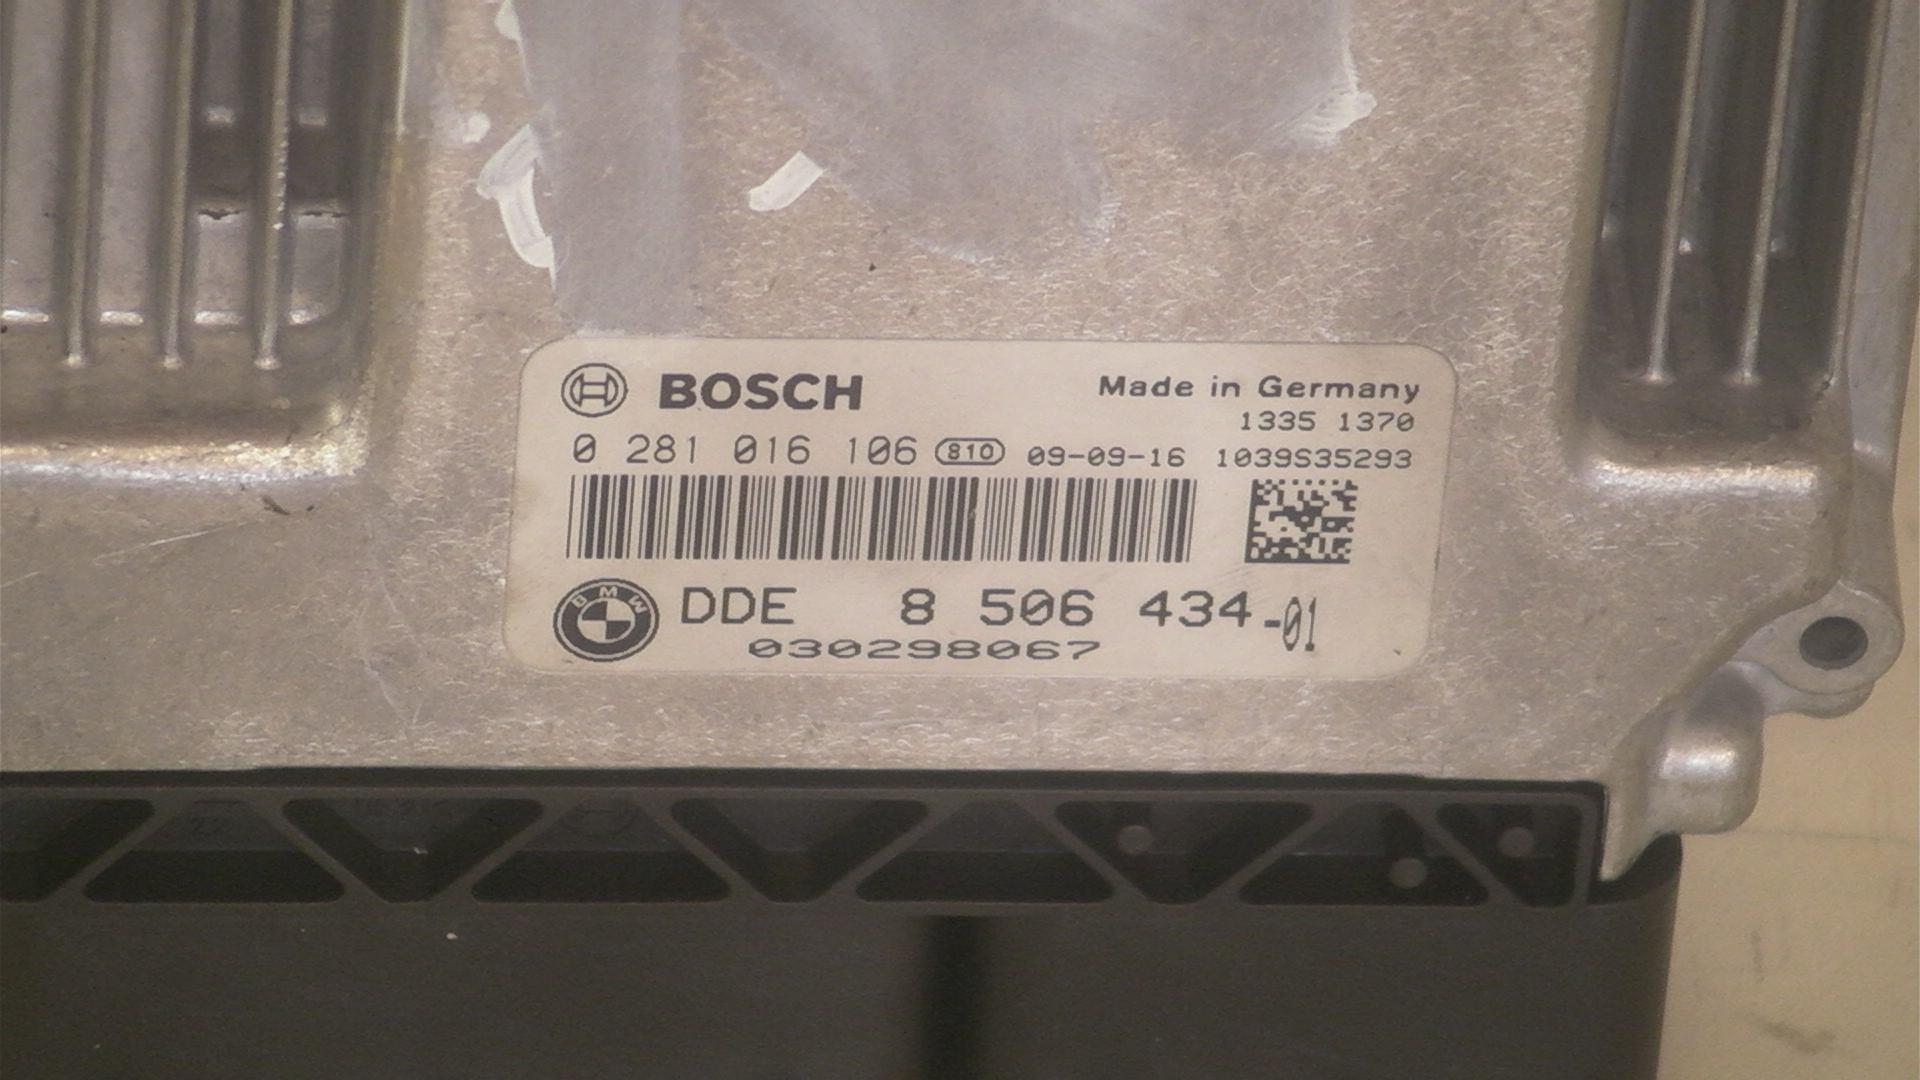 BOSCH Made in Germany
1335 1370
0 281 016 106 810 09-09-16 1039S35293
BMW DDE 8 506 434-01
030298067